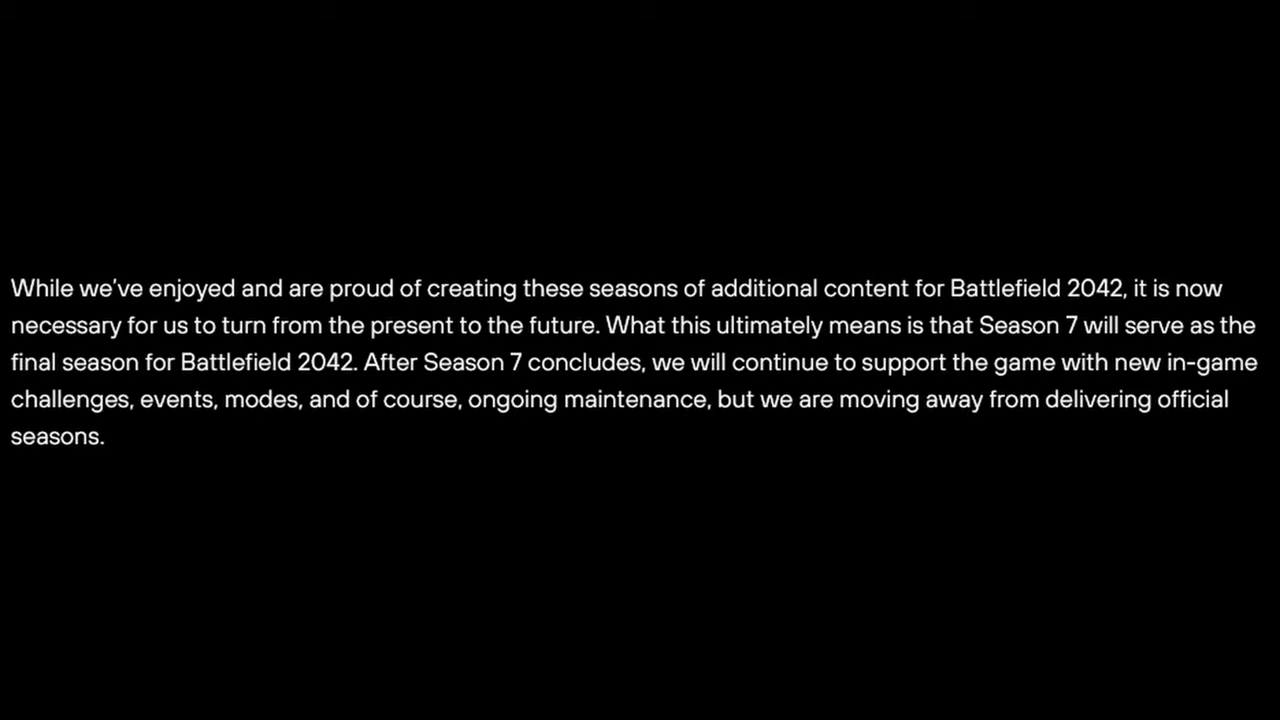 While we've enjoyed and are proud of creating these seasons of additional content for Battlefield 2042, it is now
necessary for us to turn from the present to the future. What this ultimately means is that Season 7 will serve as the
final season for Battlefield 2042. After Season 7 concludes, we will continue to support the game with new in-game
challenges, events, modes, and of course, ongoing maintenance, but we are moving away from delivering official
seasons.